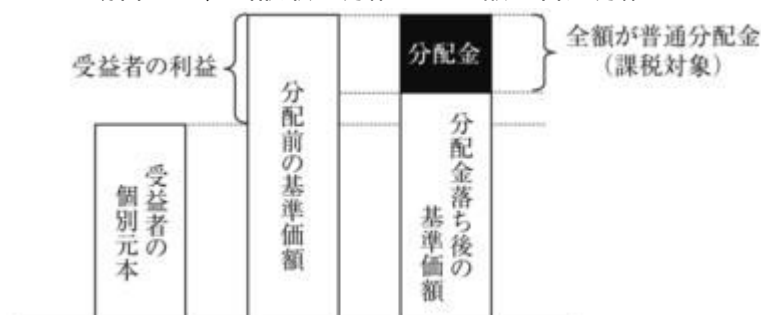 受益者の利益
分配金
全額が普通分配金
(課税対象)
受益者の
個別元本
分配前の基準価額
分配金落ち後の
基準価額